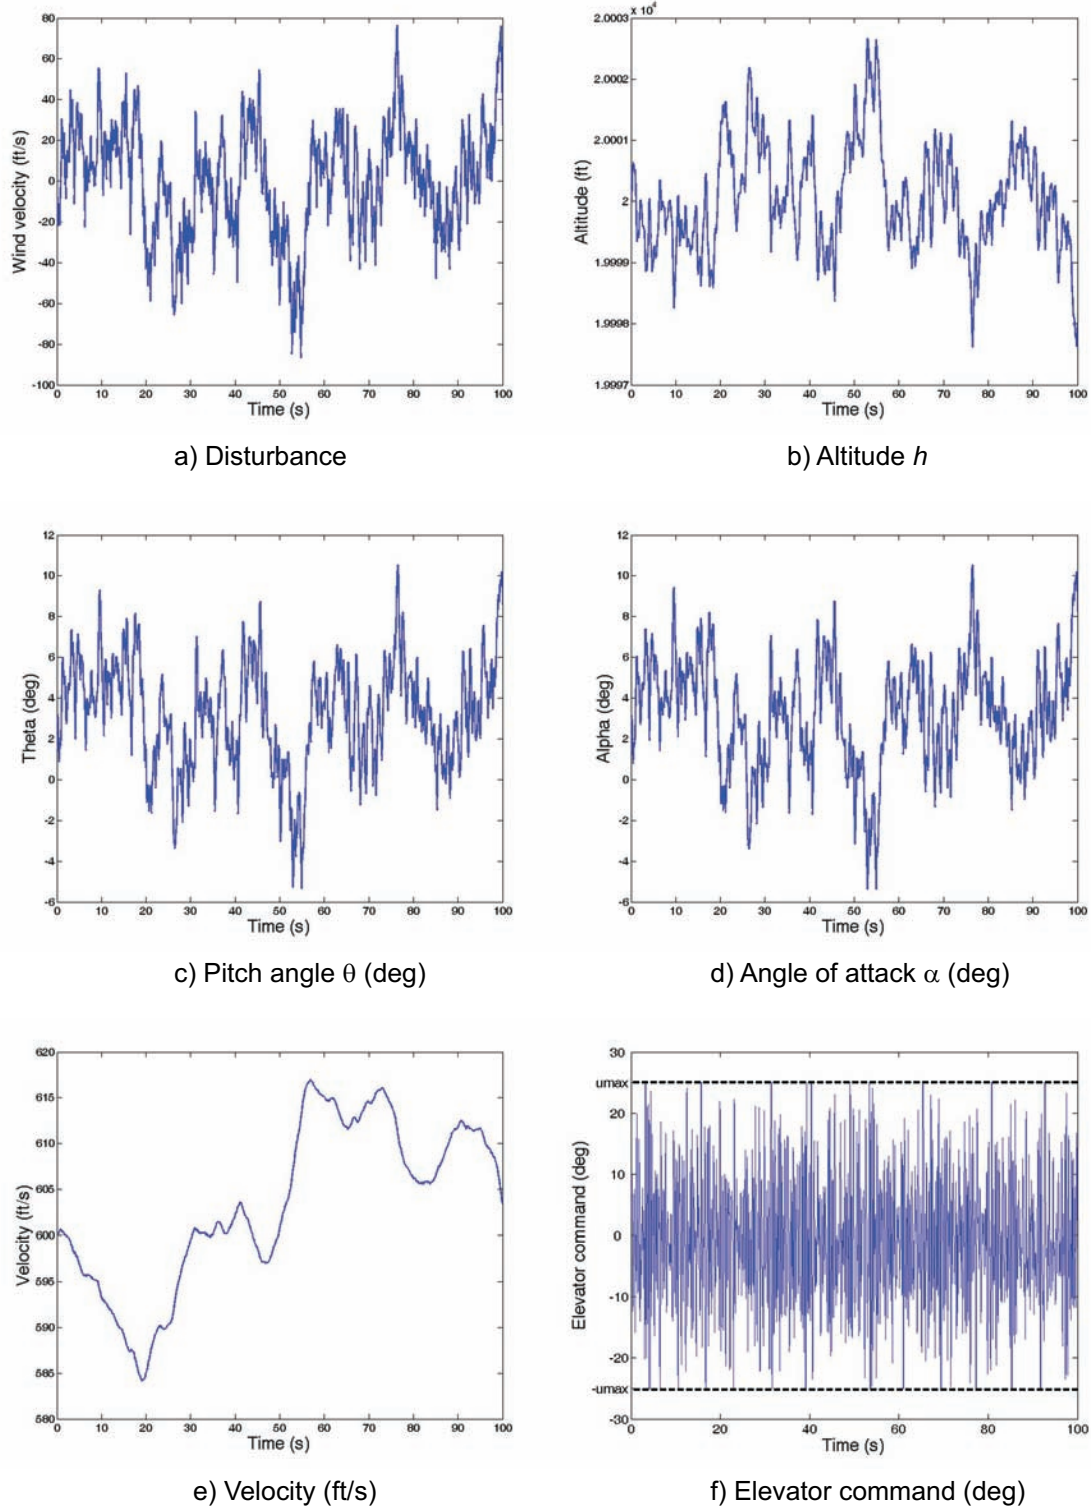 80
60
40
20
0
-20
-40
-60
-80
-100
0 10 20 30 40 50 60 70 80 90 100
Wind velocity (ft/s)
Time (s)
a) Disturbance
x 10⁴
2.0003
2.0002
2.0001
2
1.9999
1.9998
1.9997
0 10 20 30 40 50 60 70 80 90 100
Altitude (ft)
Time (s)
b) Altitude h
12
10
8
6
4
2
0
-2
-4
-6
0 10 20 30 40 50 60 70 80 90 100
Theta (deg)
Time (s)
c) Pitch angle θ (deg)
12
10
8
6
4
2
0
-2
-4
-6
0 10 20 30 40 50 60 70 80 90 100
Alpha (deg)
Time (s)
d) Angle of attack α (deg)
620
615
610
605
600
595
590
585
580
0 10 20 30 40 50 60 70 80 90 100
Velocity (ft/s)
Time (s)
e) Velocity (ft/s)
30
umax
20
10
0
-10
-20
-umax
-30
0 20 40 60 80 100
Elevator command (deg)
Time (s)
f) Elevator command (deg)